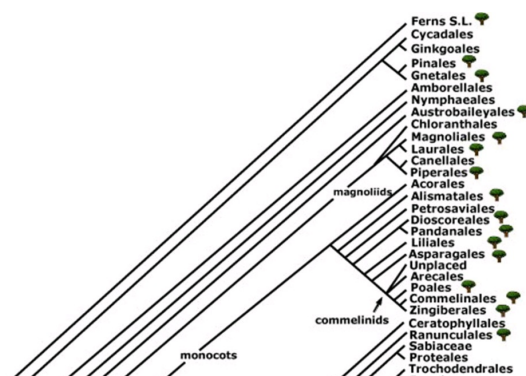 Ferns S.L.
Cycadales
Ginkgoales
Pinales
Gnetales
Amborellales
Nymphaeales
Austrobaileyales
Chloranthales
Magnoliales
Laurales
Canellales
Piperales
magnoliids
Acorales
Alismatales
Petrosaviales
Dioscoreales
Pandanales
Liliales
Asparagales
Unplaced
Arecales
Poales
Commelinales
Zingiberales
commelinids
Ceratophyllales
Ranunculales
Sabiaceae
monocots
Proteales
Trochodendrales